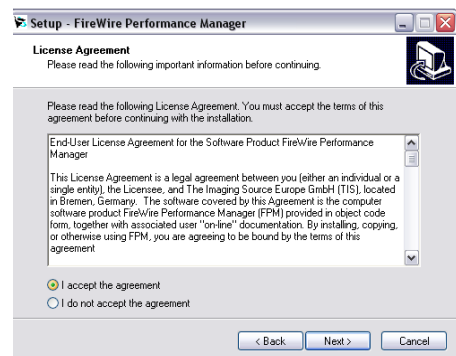 Setup - FireWire Performance Manager
License Agreement
Please read the following important information before continuing.
Please read the following License Agreement. You must accept the terms of this
agreement before continuing with the installation.
End-User License Agreement for the Software Product FireWire Performance
Manager
This License Agreement is a legal agreement between you (either an individual or a
single entity), the Licensee, and The Imaging Source Europe GmbH (TIS), located
in Bremen, Germany. The software covered by this Agreement is the computer
software product FireWire Performance Manager (FPM) provided in object code
form, together with associated user "on-line" documentation. By installing, copying,
or otherwise using FPM, you are agreeing to be bound by the terms of this
agreement
I accept the agreement
I do not accept the agreement
< Back Next > Cancel